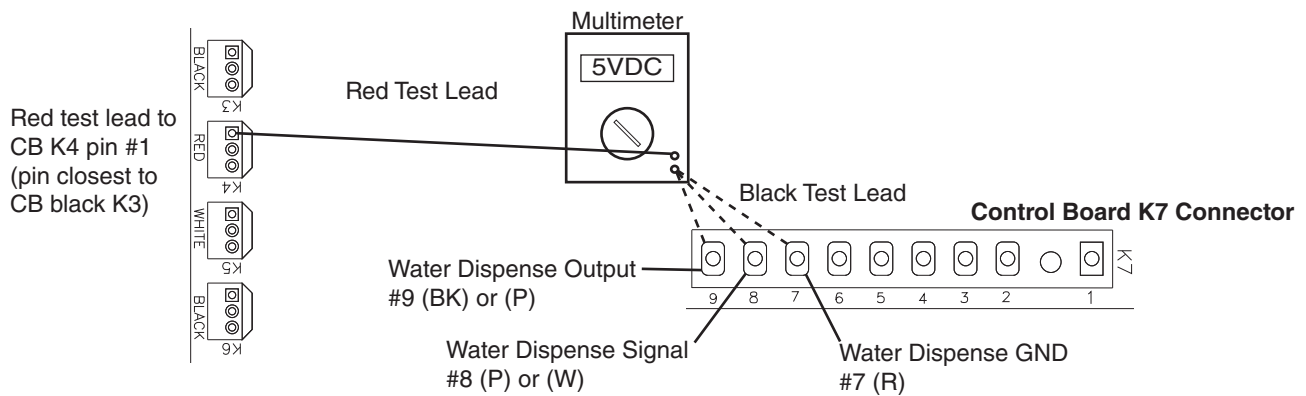 Multimeter
5VDC
Red Test Lead
Red test lead to
CB K4 pin #1
(pin closest to
CB black K3)
BLACK
K3
RED
K4
WHITE
K5
BLACK
K6
Black Test Lead
Control Board K7 Connector
K7
9 8 7 6 5 4 3 2 1
Water Dispense Output
#9 (BK) or (P)
Water Dispense Signal
#8 (P) or (W)
Water Dispense GND
#7 (R)